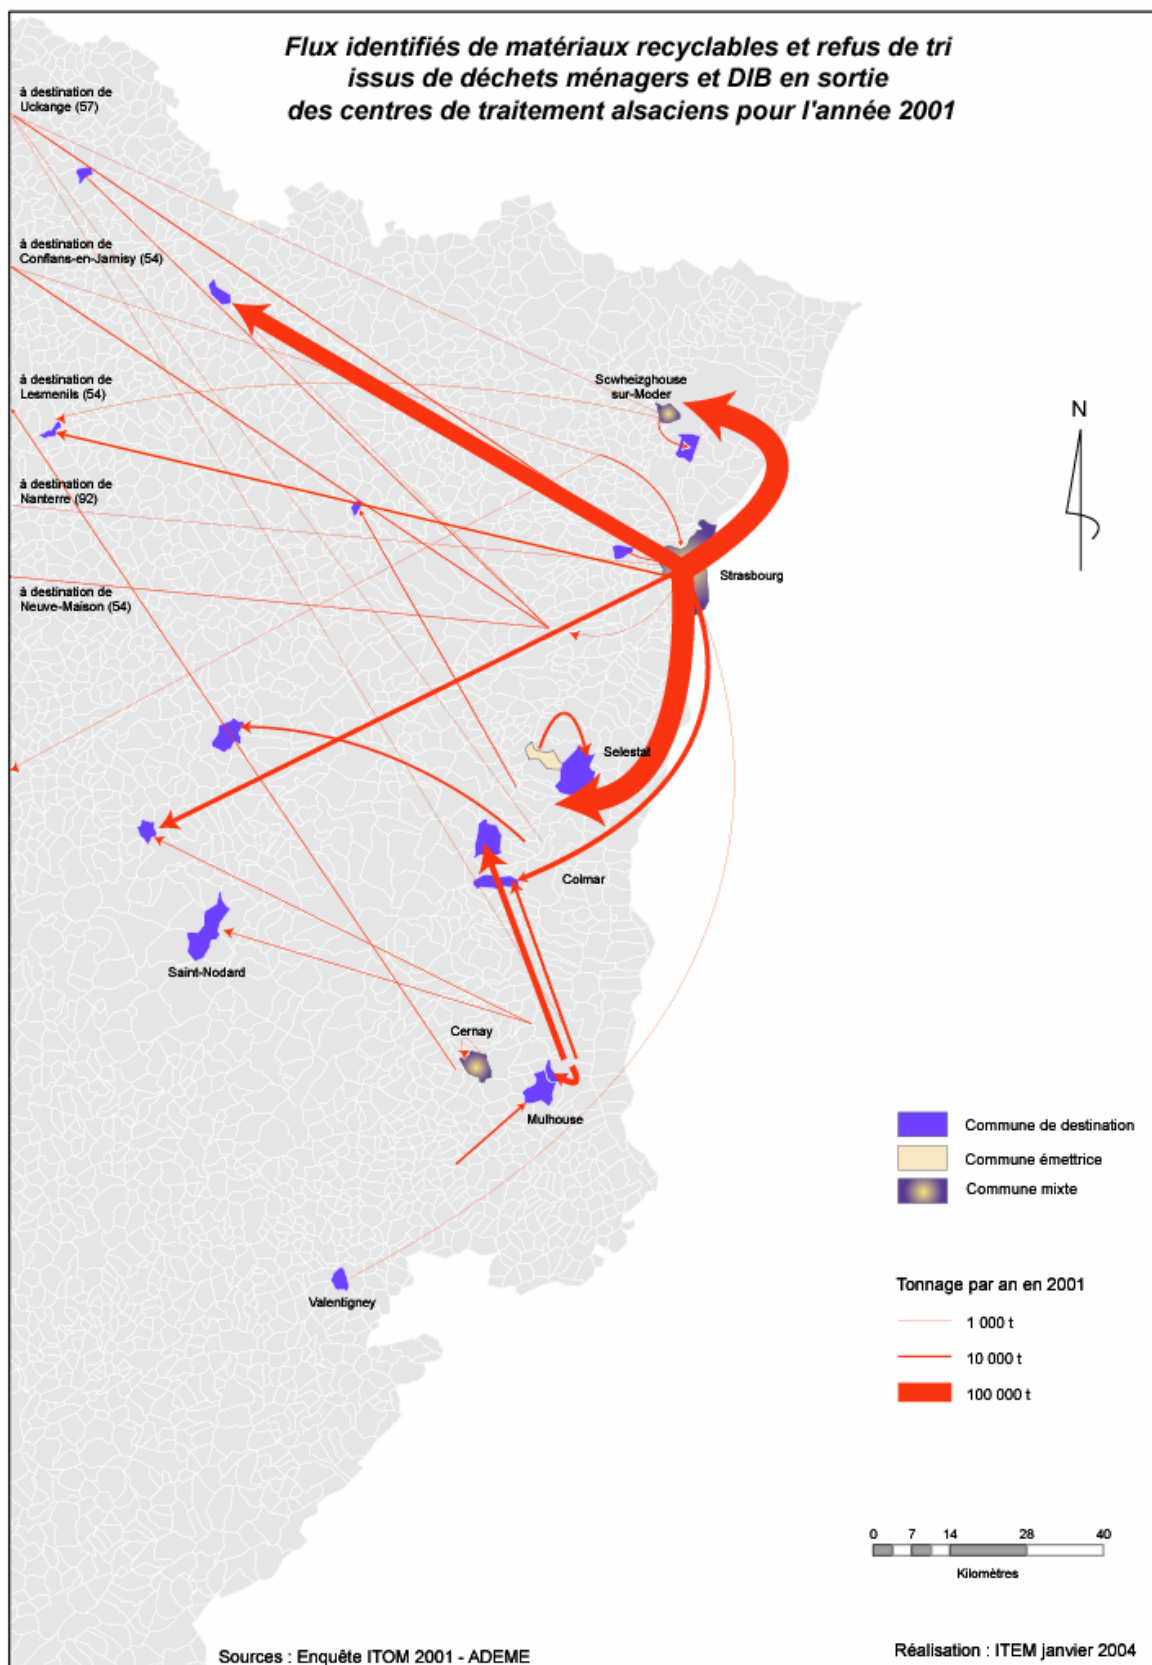 Flux identifiés de matériaux recyclables et refus de tri
issus de déchets ménagers et DIB en sortie
des centres de traitement alsaciens pour l'année 2001
à destination de
Uckange (57)
à destination de
Conflans-en-Jarnisy (54)
à destination de
Lesmenils (54)
à destination de
Nanterre (92)
à destination de
Neuve-Maison (54)
Scwheizghouse
sur-Moder
N
Strasbourg
Selestat
Colmar
Saint-Nodard
Cernay
Mulhouse
Valentigney
Commune de destination
Commune émettrice
Commune mixte
Tonnage par an en 2001
1 000 t
10 000 t
100 000 t
0 7 14 28 40
Kilomètres
Sources : Enquête ITOM 2001 - ADEME
Réalisation : ITEM janvier 2004